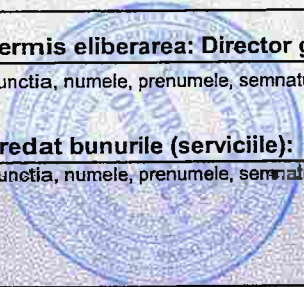 ermis eliberarea: Director g
unctia, numele, prenumele, semnatu
redat bunurile (serviciile):
unctia, numele, prenumele, semnat